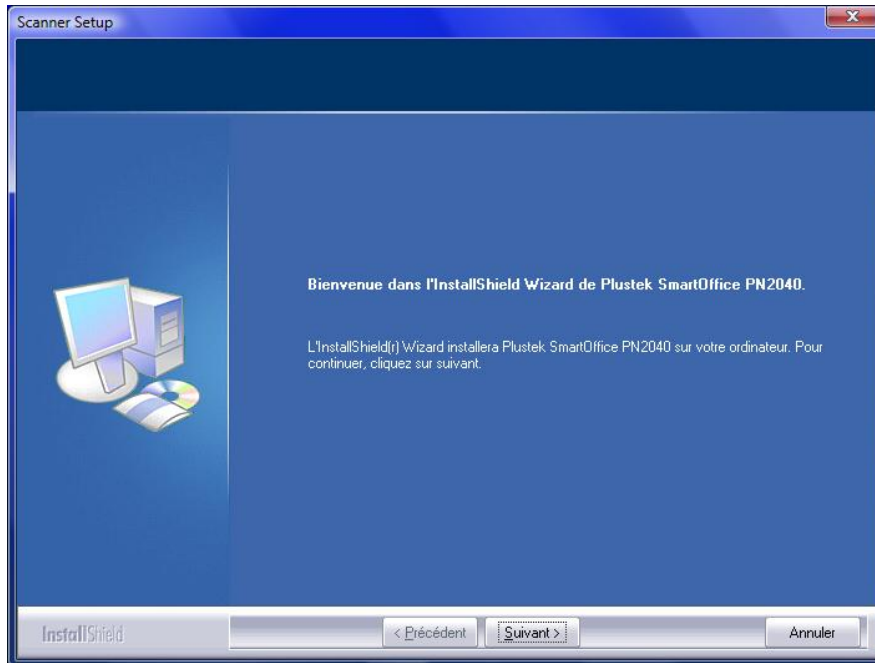 Scanner Setup
Bienvenue dans l'InstallShield Wizard de Plustek SmartOffice PN2040.
L'InstallShield(r) Wizard installera Plustek SmartOffice PN2040 sur votre ordinateur. Pour
continuer, cliquez sur suivant.
InstallShield
< Précédent
Suivant >
Annuler